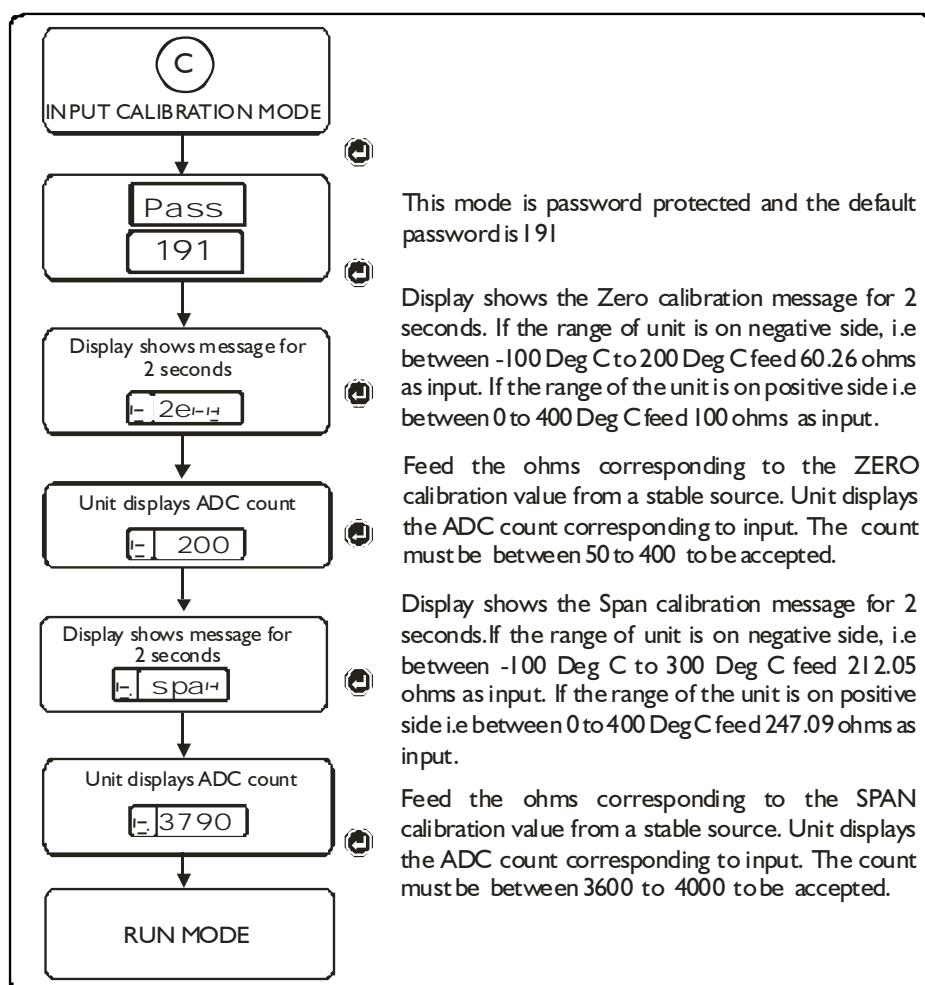 C
INPUT CALIBRATION MODE
Pass
191
This mode is password protected and the default
password is 191
Display shows message for
2 seconds
Display shows the Zero calibration message for 2
seconds. If the range of unit is on negative side, i.e
between -100 Deg C to 200 Deg C feed 60.26 ohms
as input. If the range of the unit is on positive side i.e
between 0 to 400 Deg C feed 100 ohms as input.
Unit displays ADC count
200
Feed the ohms corresponding to the ZERO
calibration value from a stable source. Unit displays
the ADC count corresponding to input. The count
must be between 50 to 400 to be accepted.
Display shows message for
2 seconds
Display shows the Span calibration message for 2
seconds.If the range of unit is on negative side, i.e
between -100 Deg C to 300 Deg C feed 212.05
ohms as input. If the range of the unit is on positive
side i.e between 0 to 400 Deg C feed 247.09 ohms as
input.
Unit displays ADC count
3790
Feed the ohms corresponding to the SPAN
calibration value from a stable source. Unit displays
the ADC count corresponding to input. The count
must be between 3600 to 4000 to be accepted.
RUN MODE